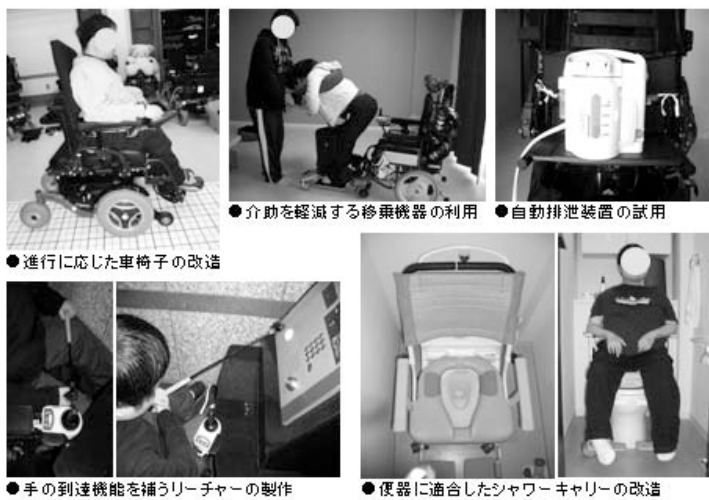 ●介助を軽減する移乗機器の利用
●自動排泄装置の試用
●進行に応じた車椅子の改造
●手の到達機能を補うリーチャーの製作
●便器に適合したシャワーキャリーの改造